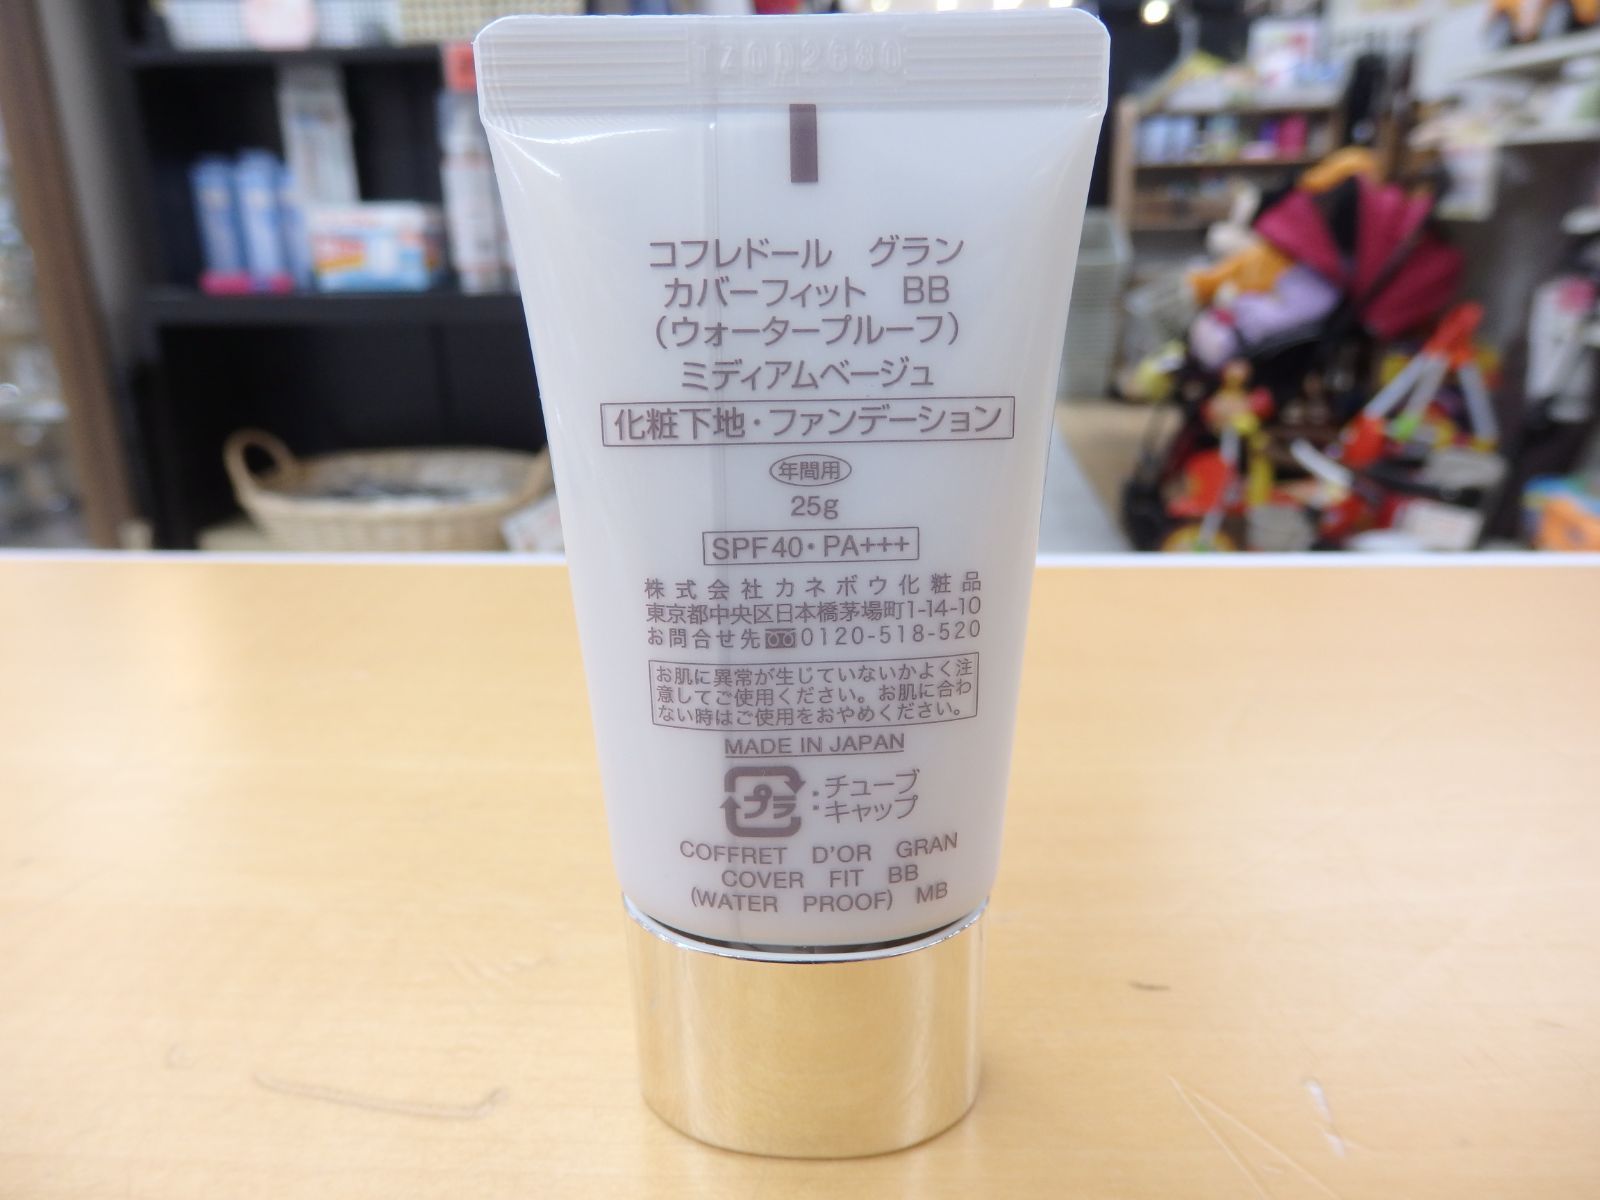 コフレドール グラン
カバーフィット BB
(ウォータープルーフ)
ミディアムベージュ
化粧下地・ファンデーション
年間用
25g
SPF40・PA+++
株式会社カネボウ化粧品
東京都中央区日本橋茅場町1-14-10
お問合せ先 0120-518-520
お肌に異常が生じていないかよく注
意してご使用ください。お肌に合わ
ない時はご使用をおやめください。
MADE IN JAPAN
プラ
:チューブ
:キャップ
COFFRET D'OR GRAN
COVER FIT BB
(WATER PROOF) MB